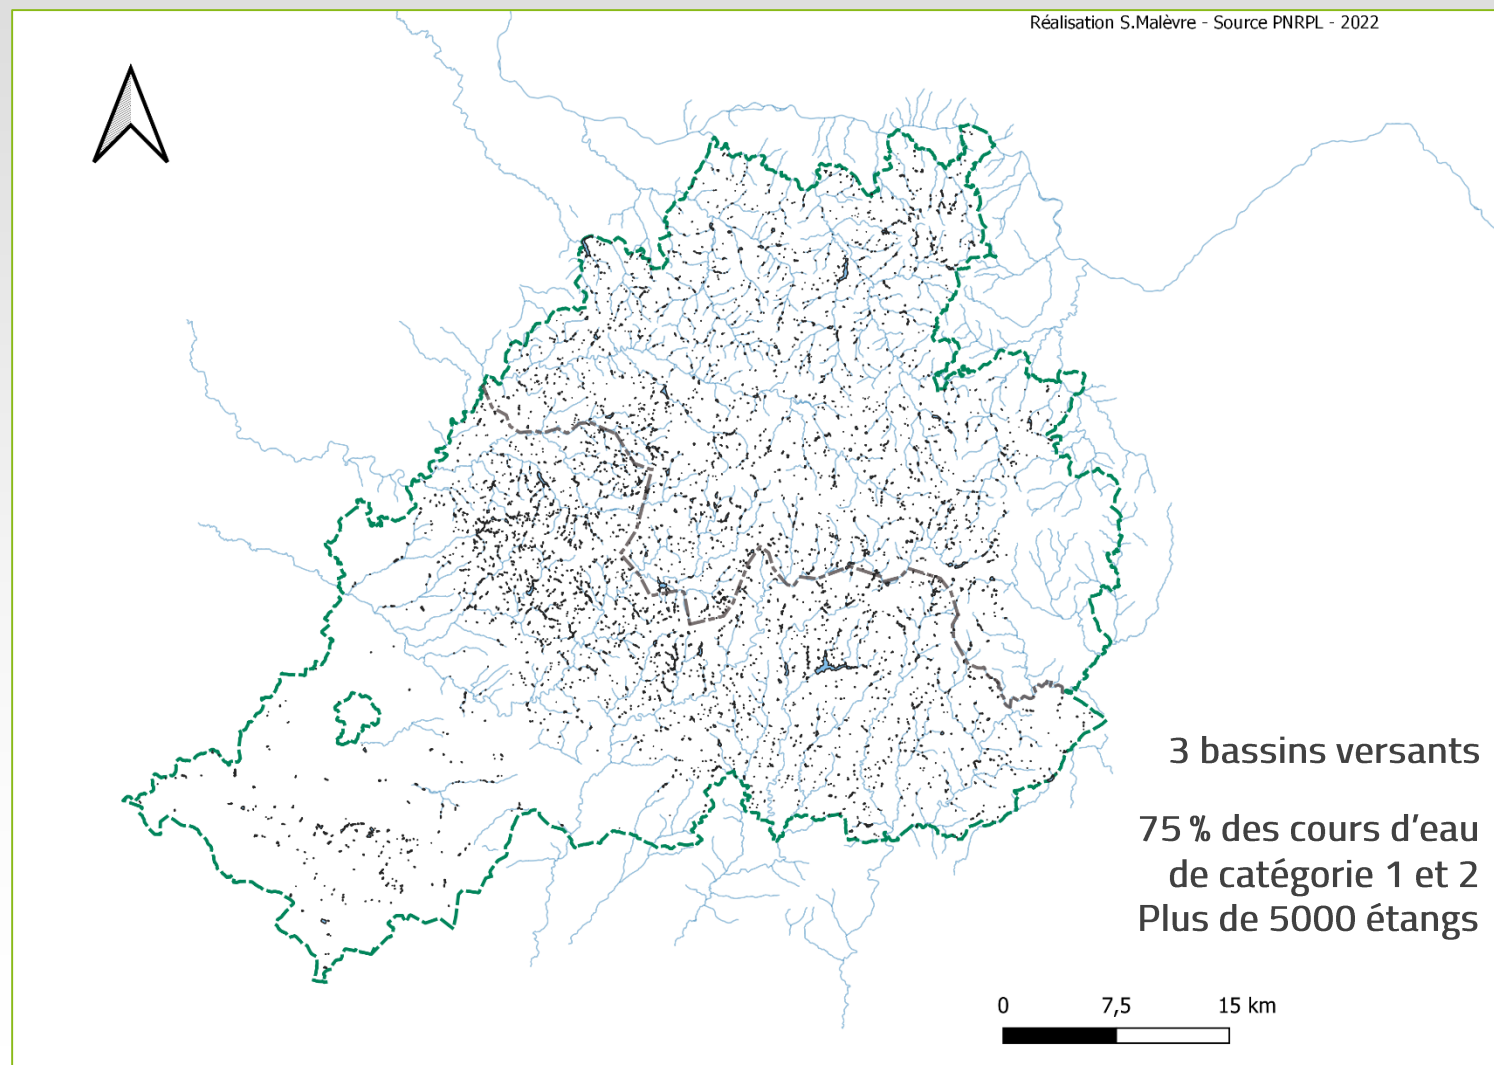 Réalisation S.Malèvre - Source PNRPL - 2022
3 bassins versants
75 % des cours d'eau
de catégorie 1 et 2
Plus de 5000 étangs
0 7,5 15 km